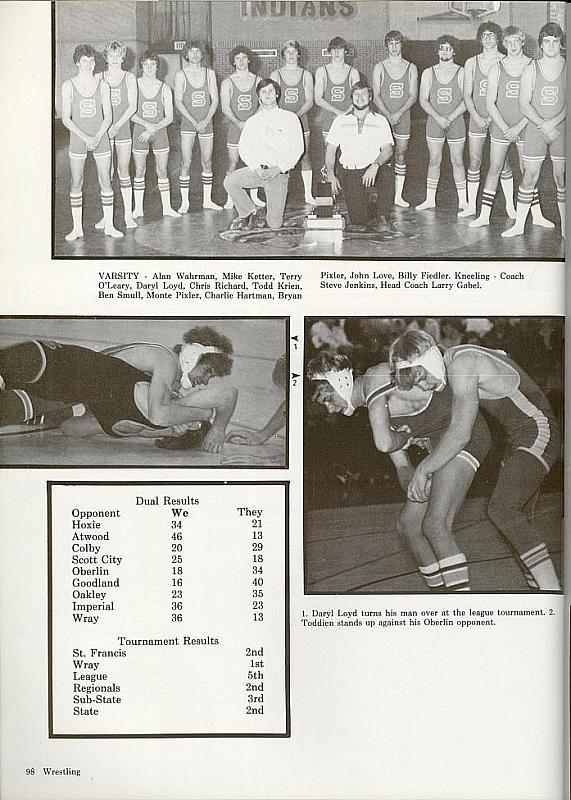 INDIANS
S S S S S S S S S S S
VARSITY - Alan Wahrman, Mike Ketter, Terry
O'Leary, Daryl Loyd, Chris Richard, Todd Krien,
Ben Smull, Monte Pixler, Charlie Hartman, Bryan
Pixler, John Love, Billy Fiedler. Kneeling - Coach
Steve Jenkins, Head Coach Larry Gabel.
1
2
Dual Results
Opponent We They
Hoxie 34 21
Atwood 46 13
Colby 20 29
Scott City 25 18
Oberlin 18 34
Goodland 16 40
Oakley 23 35
Imperial 36 23
Wray 36 13
Tournament Results
St. Francis 2nd
Wray 1st
League 5th
Regionals 2nd
Sub-State 3rd
State 2nd
1. Daryl Loyd turns his man over at the league tournament. 2.
Toddien stands up against his Oberlin opponent.
98 Wrestling